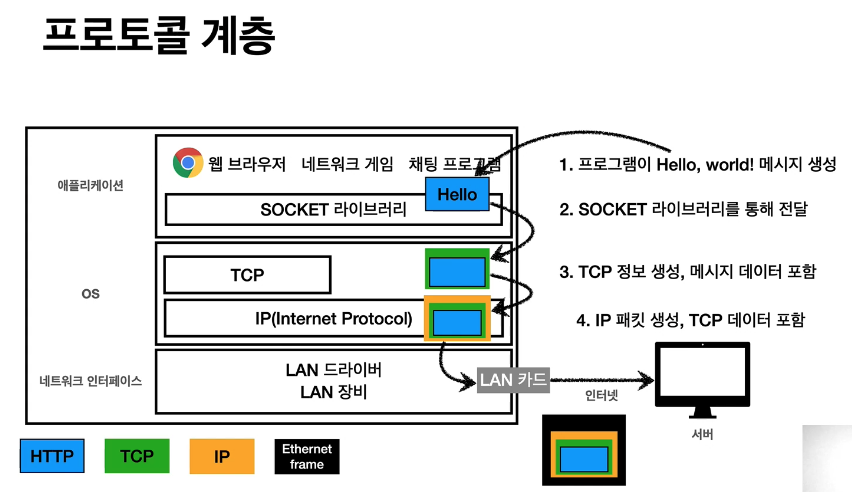 프로토콜 계층
애플리케이션
웹 브라우저 네트워크 게임 채팅 프로그램
Hello
SOCKET 라이브러리
1. 프로그램이 Hello, world! 메시지 생성
2. SOCKET 라이브러리를 통해 전달
OS
TCP
IP(Internet Protocol)
3. TCP 정보 생성, 메시지 데이터 포함
4. IP 패킷 생성, TCP 데이터 포함
네트워크 인터페이스
LAN 드라이버
LAN 장비
LAN 카드
인터넷
서버
HTTP
TCP
IP
Ethernet
frame